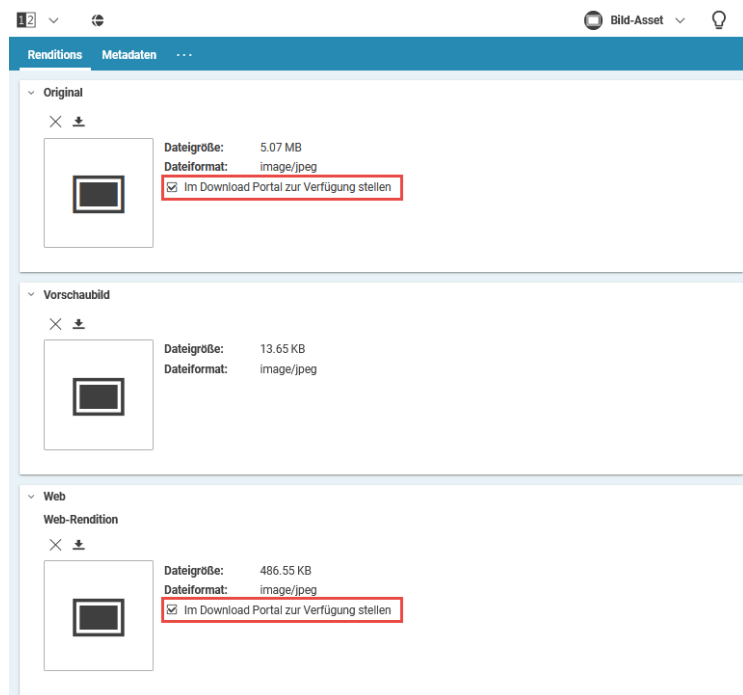 12 Bild-Asset
Renditions Metadaten ...
Original
Dateigröße: 5.07 MB
Dateiformat: image/jpeg
Im Download Portal zur Verfügung stellen
Vorschaubild
Dateigröße: 13.65 KB
Dateiformat: image/jpeg
Web
Web-Rendition
Dateigröße: 486.55 KB
Dateiformat: image/jpeg
Im Download Portal zur Verfügung stellen